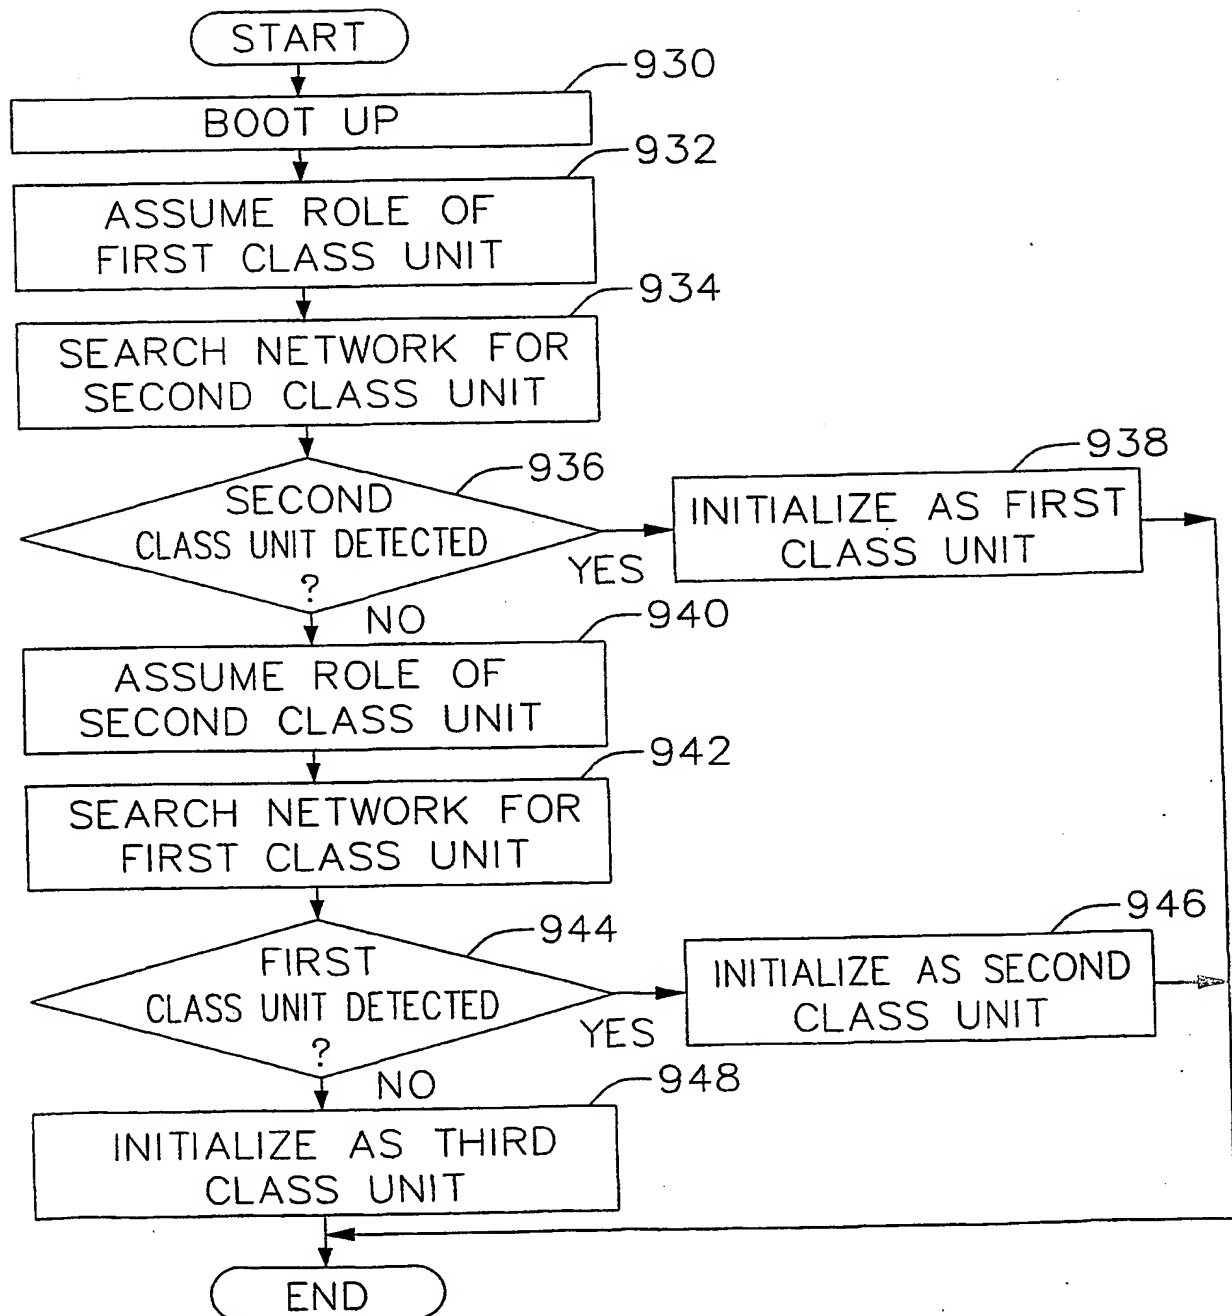 START
930
BOOT UP
932
ASSUME ROLE OF
FIRST CLASS UNIT
934
SEARCH NETWORK FOR
SECOND CLASS UNIT
936
SECOND
CLASS UNIT DETECTED
?
YES
938
INITIALIZE AS FIRST
CLASS UNIT
NO
940
ASSUME ROLE OF
SECOND CLASS UNIT
942
SEARCH NETWORK FOR
FIRST CLASS UNIT
944
FIRST
CLASS UNIT DETECTED
?
YES
946
INITIALIZE AS SECOND
CLASS UNIT
NO
948
INITIALIZE AS THIRD
CLASS UNIT
END